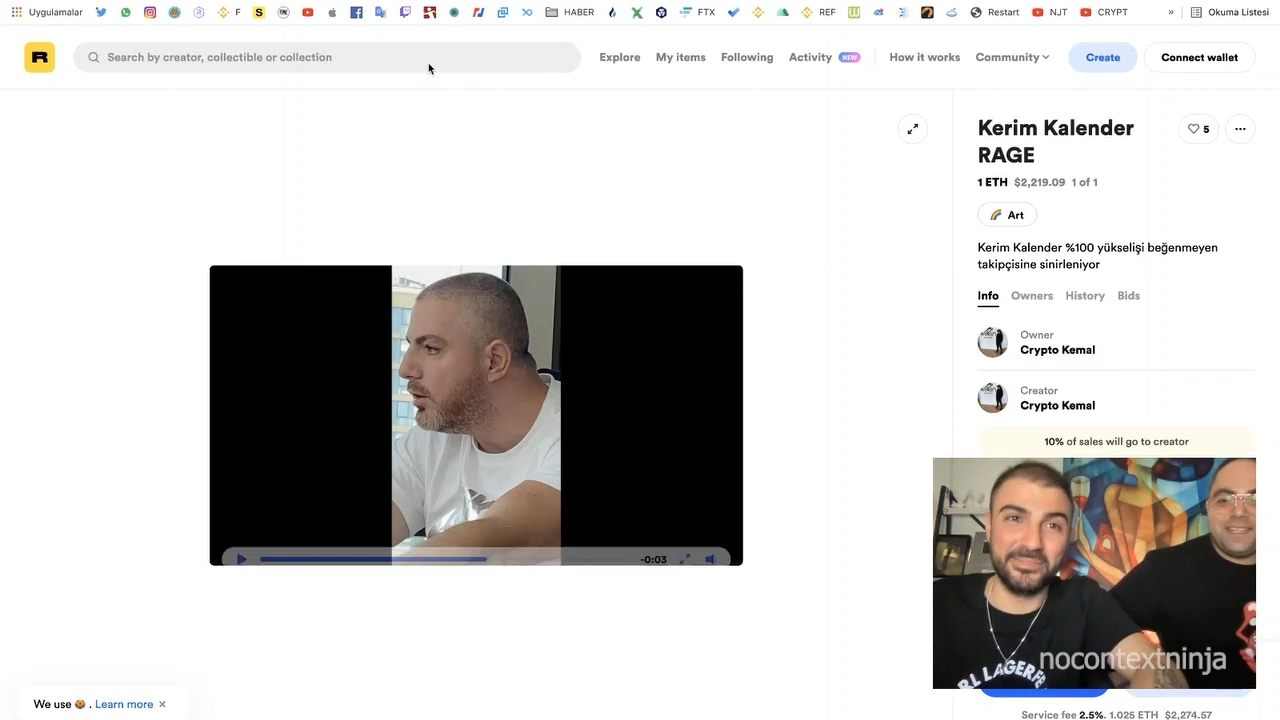 Uygulamalar F S HABER FTX REF Restart NJT CRYPT » Okuma Listesi
R Search by creator, collectible or collection Explore My items Following Activity NEW How it works Community Create Connect wallet
Kerim Kalender
RAGE
5
1 ETH $2,219.09 1 of 1
Art
Kerim Kalender %100 yükselişi beğenmeyen
takipçisine sinirleniyor
Info Owners History Bids
Owner
Crypto Kemal
Creator
Crypto Kemal
10% of sales will go to creator
-0:03
nocontextninja
RL LAGERFE
We use 🍪 . Learn more ×
Service fee 2.5%. 1.025 ETH $2,274.57